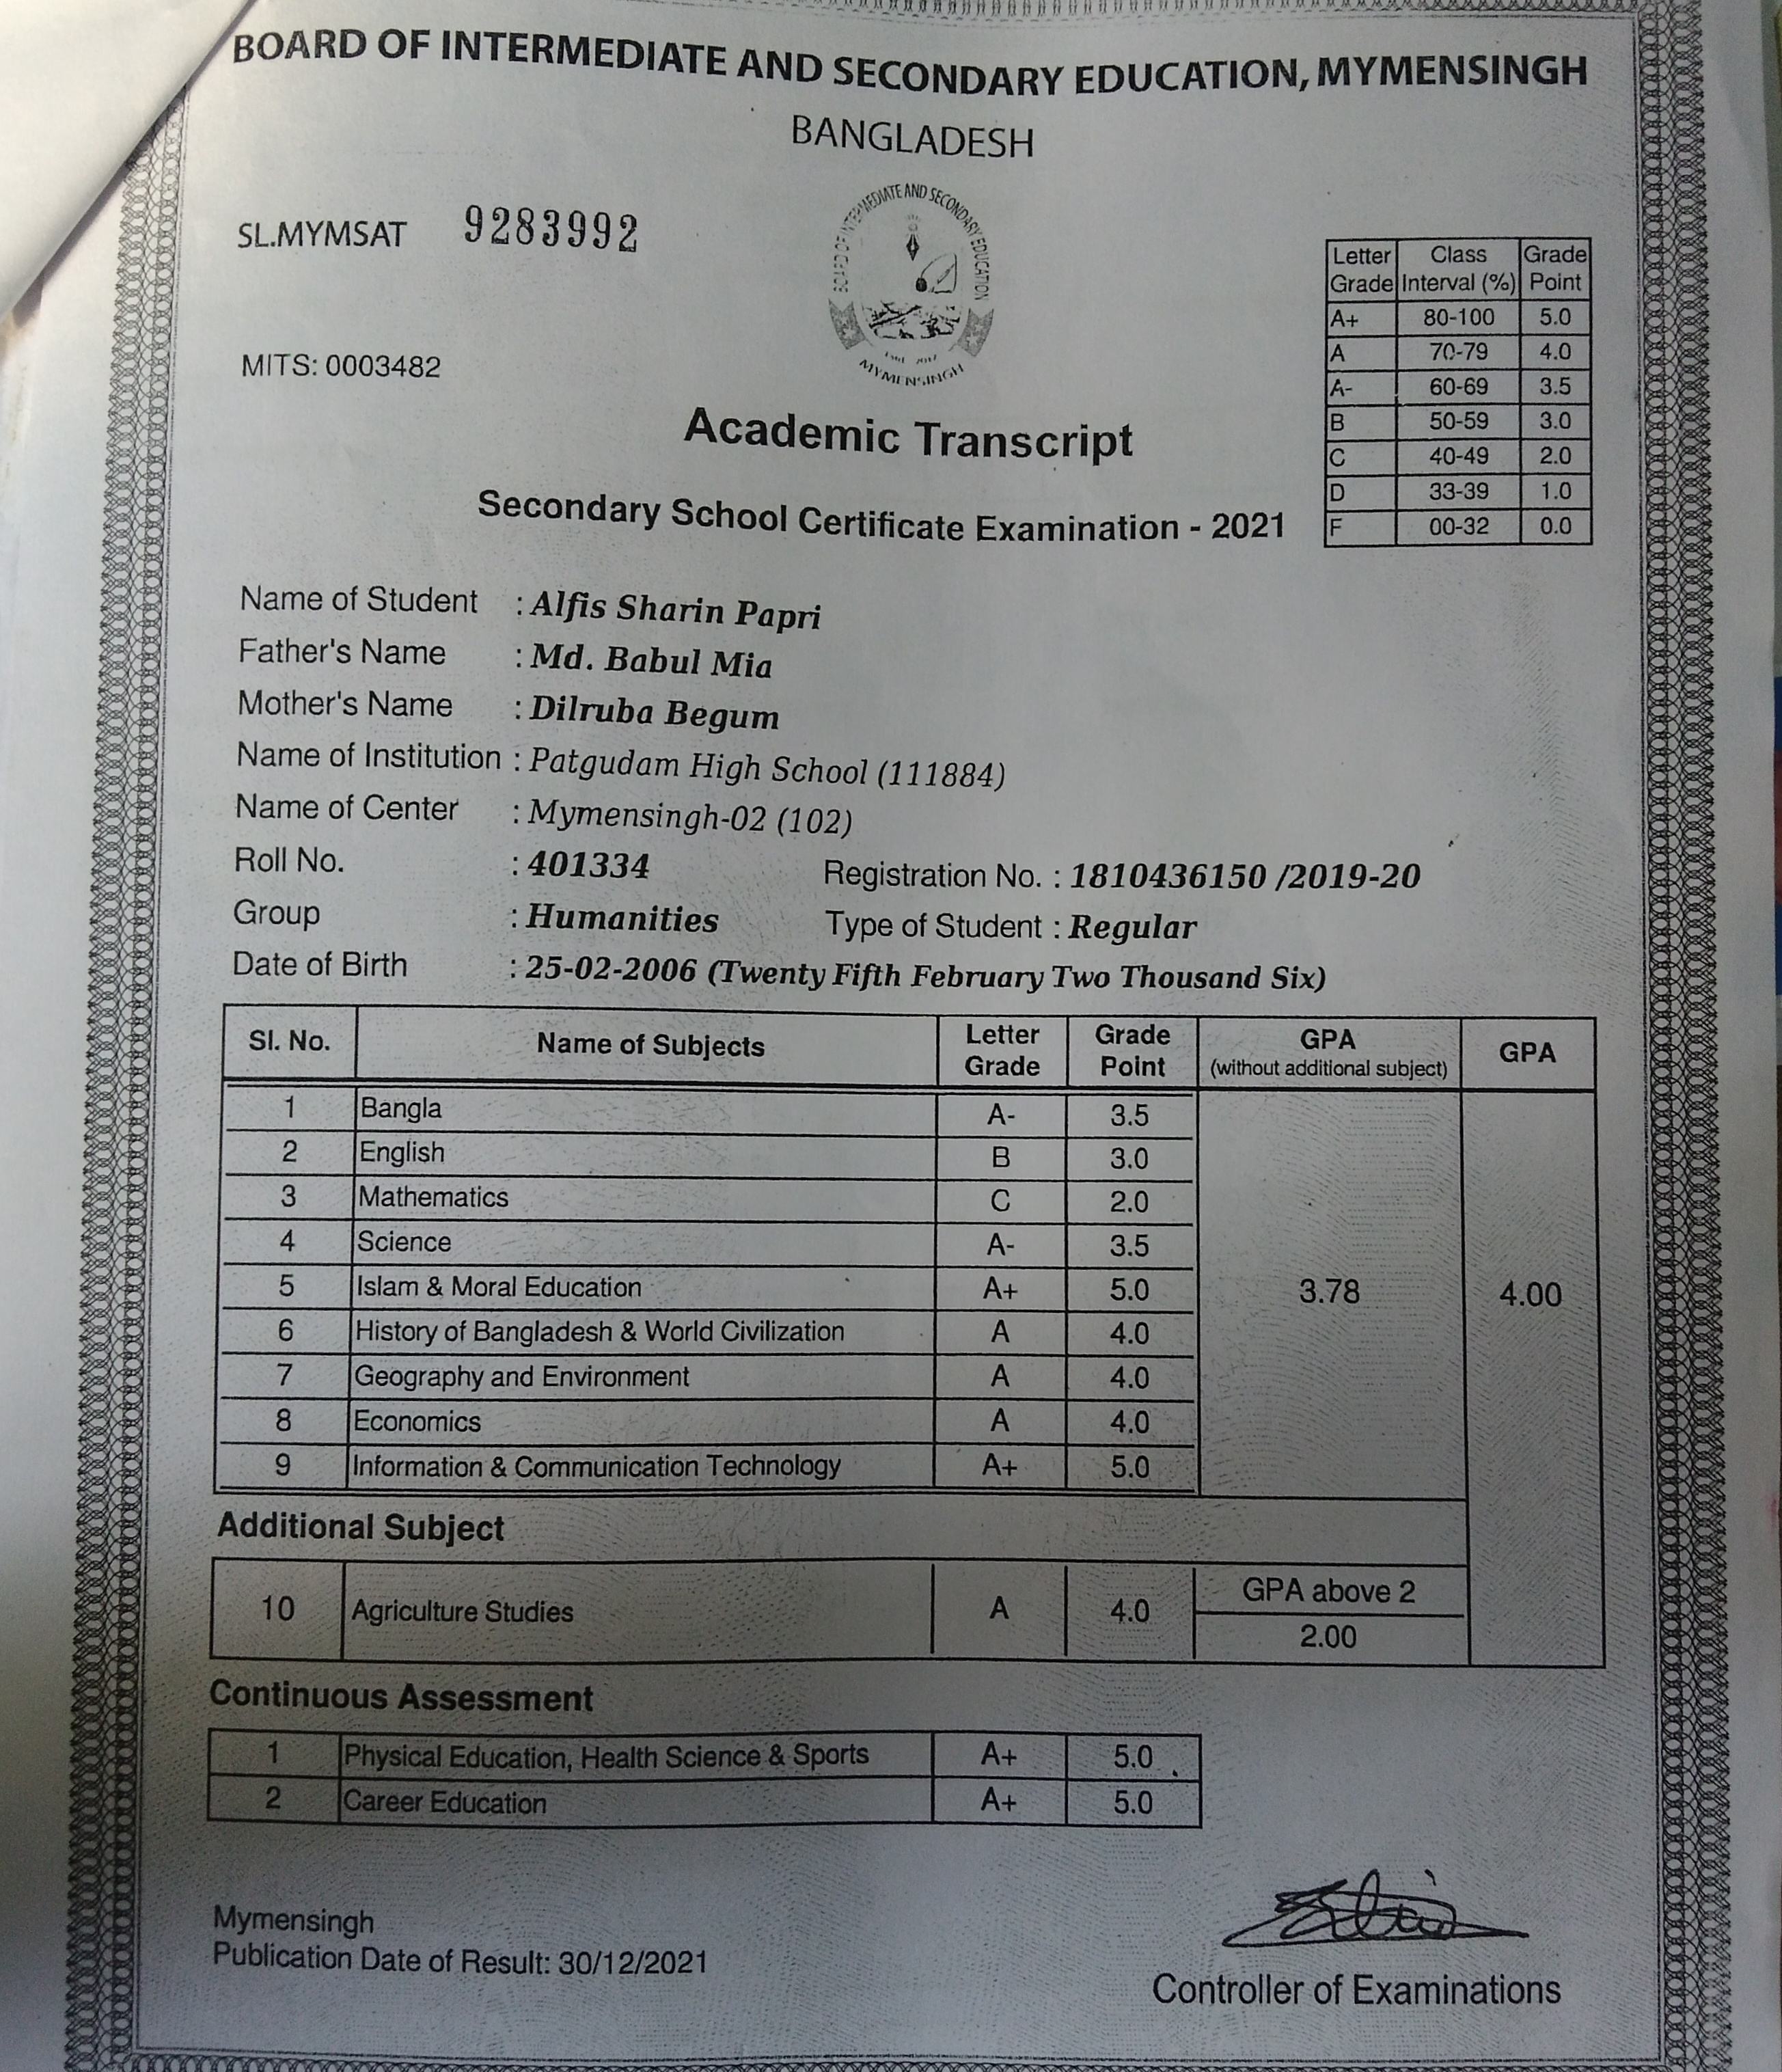 BOARD OF INTERMEDIATE AND SECONDARY EDUCATION, MYMENSINGH
BANGLADESH
SL.MYMSAT 9283992
BOARD OF INTERMEDIATE AND SECONDARY EDUCATION
Estd 2017
MYMENSINGH
MITS: 0003482
Letter Grade Class Interval (%) Grade Point
A+ 80-100 5.0
A 70-79 4.0
A- 60-69 3.5
B 50-59 3.0
C 40-49 2.0
D 33-39 1.0
F 00-32 0.0
Academic Transcript
Secondary School Certificate Examination - 2021
Name of Student : Alfis Sharin Papri
Father's Name : Md. Babul Mia
Mother's Name : Dilruba Begum
Name of Institution : Patgudam High School (111884)
Name of Center : Mymensingh-02 (102)
Roll No. : 401334 Registration No. : 1810436150 /2019-20
Group : Humanities Type of Student : Regular
Date of Birth : 25-02-2006 (Twenty Fifth February Two Thousand Six)
Sl. No. Name of Subjects Letter Grade Grade Point GPA (without additional subject) GPA
1 Bangla A- 3.5
2 English B 3.0
3 Mathematics C 2.0
4 Science A- 3.5
5 Islam & Moral Education A+ 5.0 3.78 4.00
6 History of Bangladesh & World Civilization A 4.0
7 Geography and Environment A 4.0
8 Economics A 4.0
9 Information & Communication Technology A+ 5.0
Additional Subject
10 Agriculture Studies A 4.0 GPA above 2
2.00
Continuous Assessment
1 Physical Education, Health Science & Sports A+ 5.0
2 Career Education A+ 5.0
Mymensingh
Publication Date of Result: 30/12/2021
Controller of Examinations